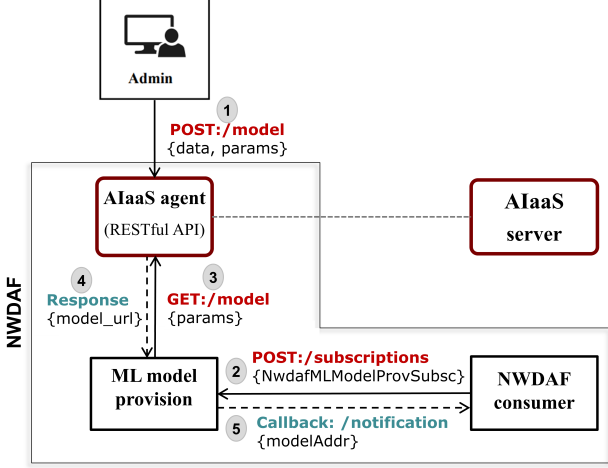 Admin
1
POST:/model
{data, params}
AIaaS agent
(RESTful API)
AIaaS
server
4
3
Response
{model_url}
GET:/model
{params}
NWDAF
ML model
provision
2
POST:/subscriptions
{NwdafMLModelProvSubsc}
NWDAF
consumer
5
Callback: /notification
{modelAddr}